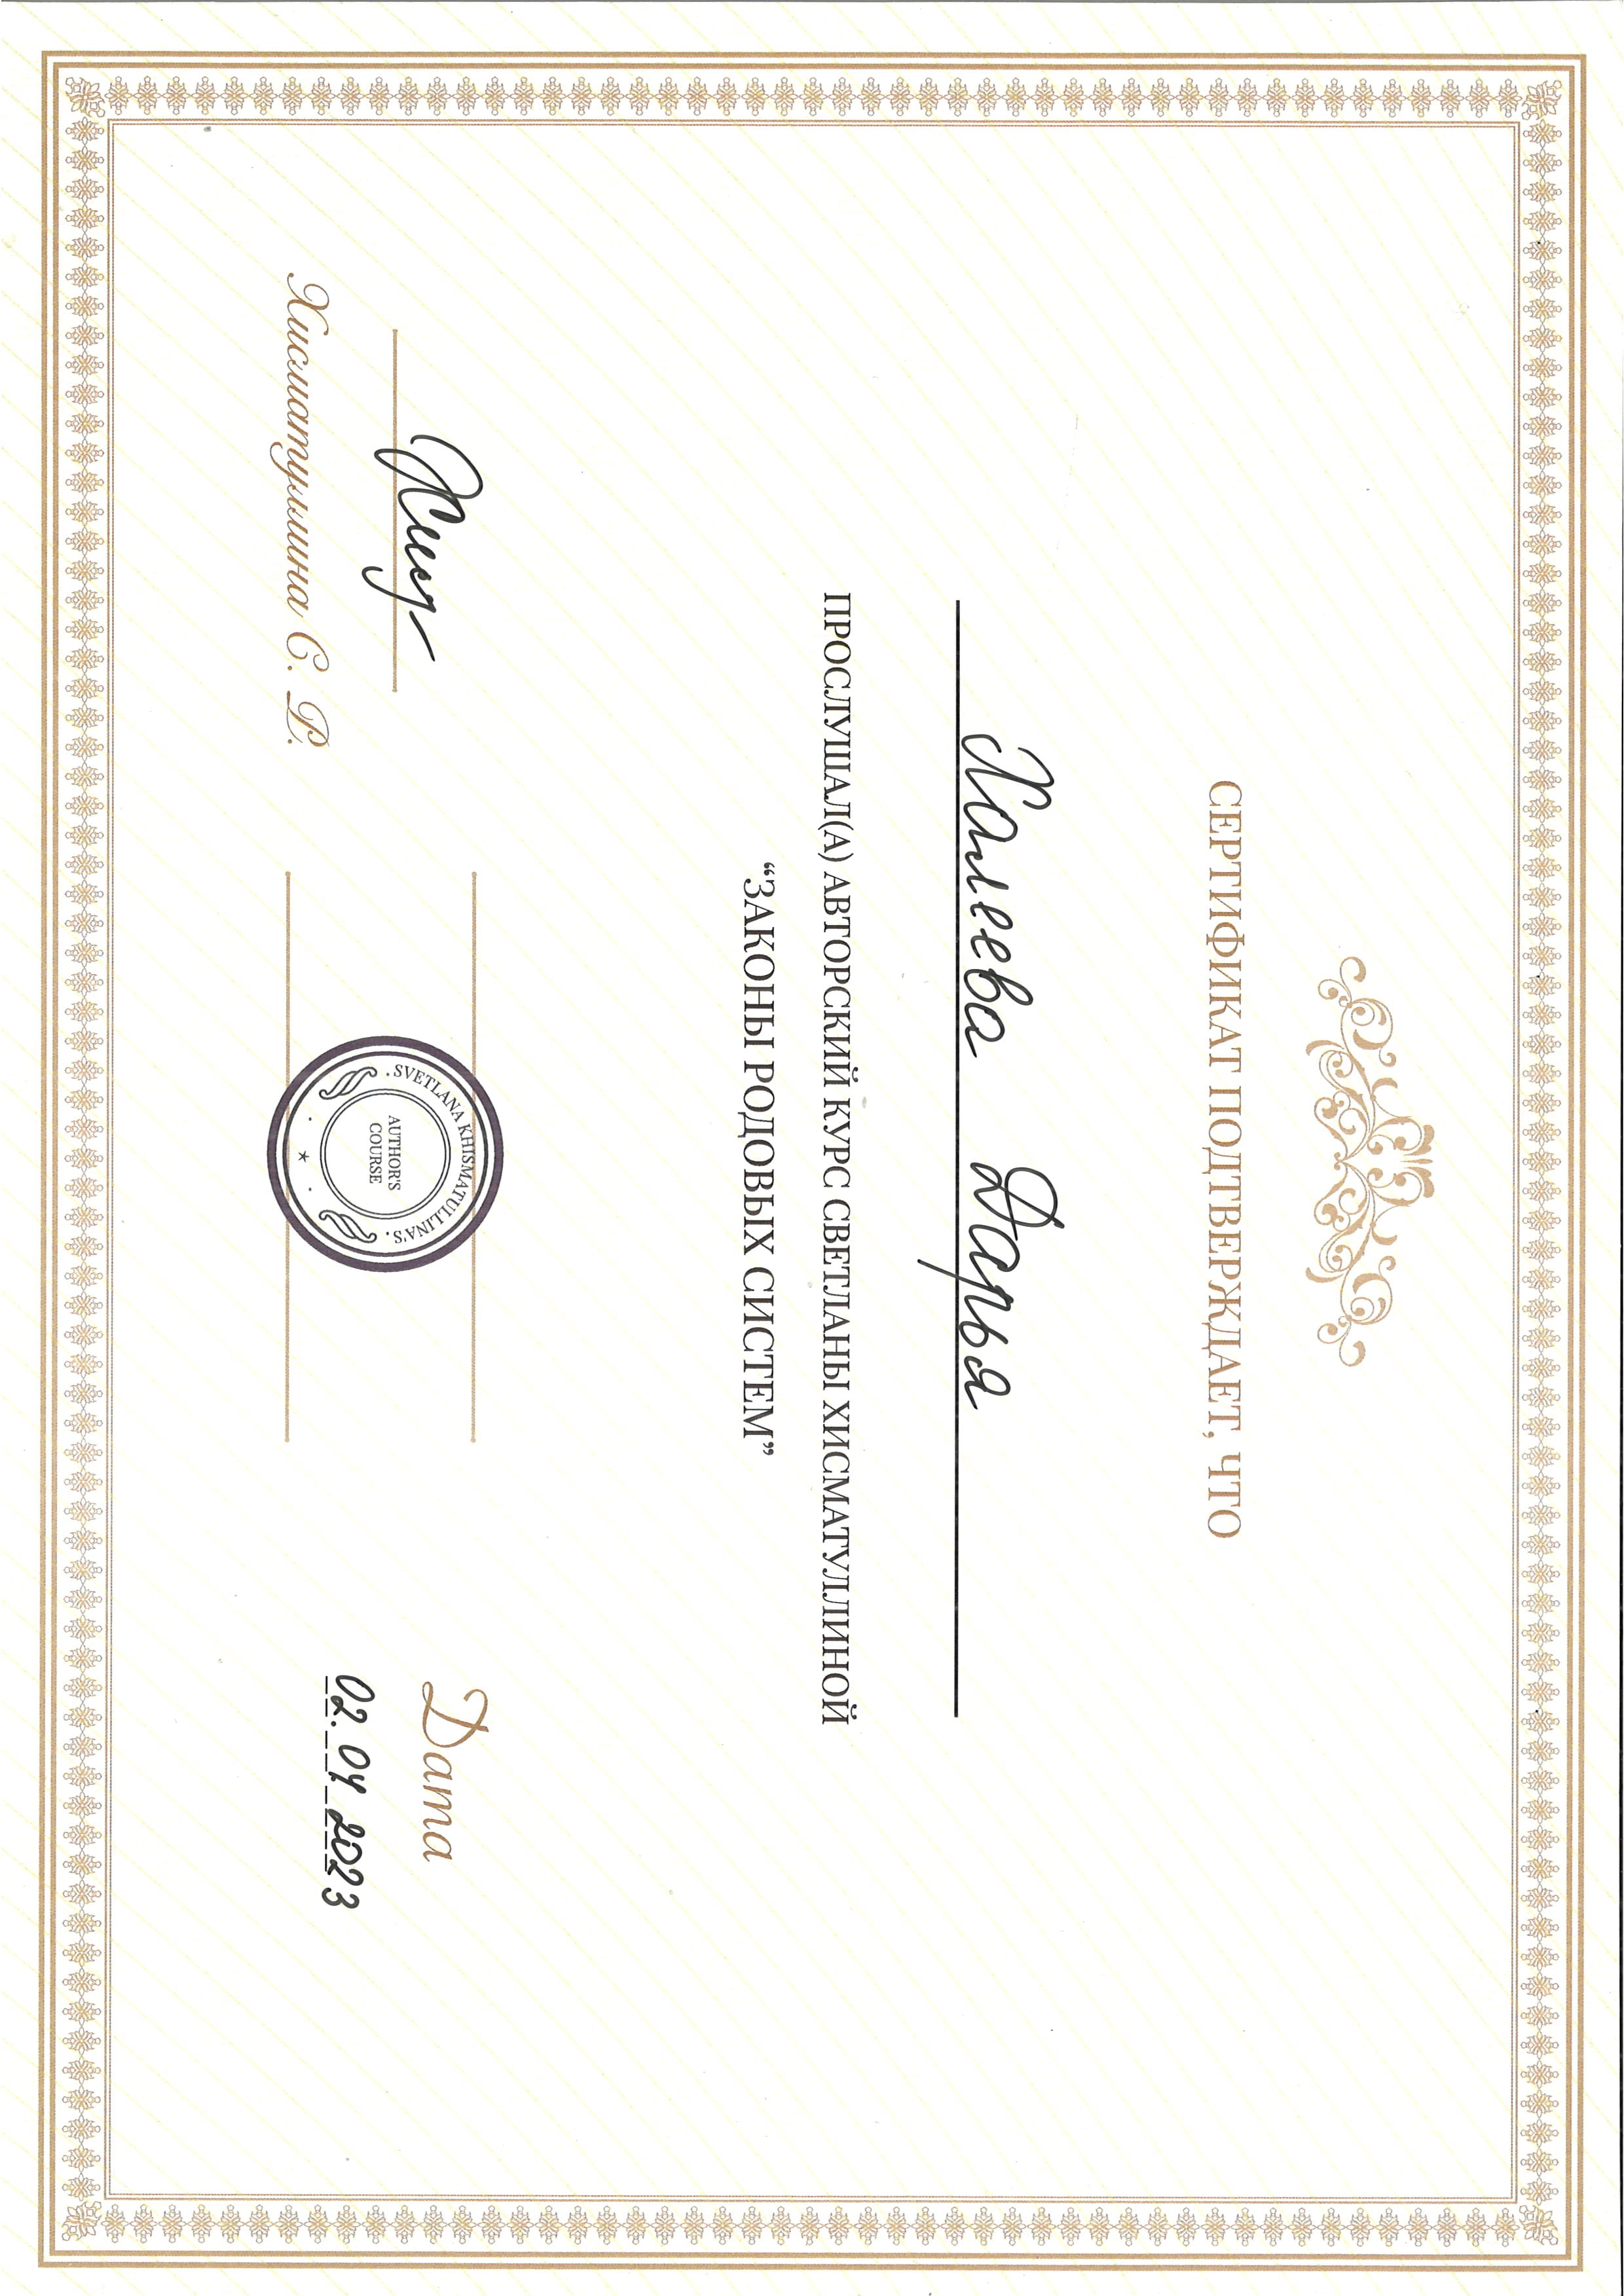 СЕРТИФИКАТ ПОДТВЕРЖДАЕТ, ЧТО
Халеева Дарья
ПРОСЛУШАЛ(А) АВТОРСКИЙ КУРС СВЕТЛАНЫ ХИСМАТУЛЛИНОЙ
“ЗАКОНЫ РОДОВЫХ СИСТЕМ”
Хисматуллина С. Р.
SVETLANA KHISMATULLINA'S
AUTHOR'S
COURSE
Дата
02.04.2023